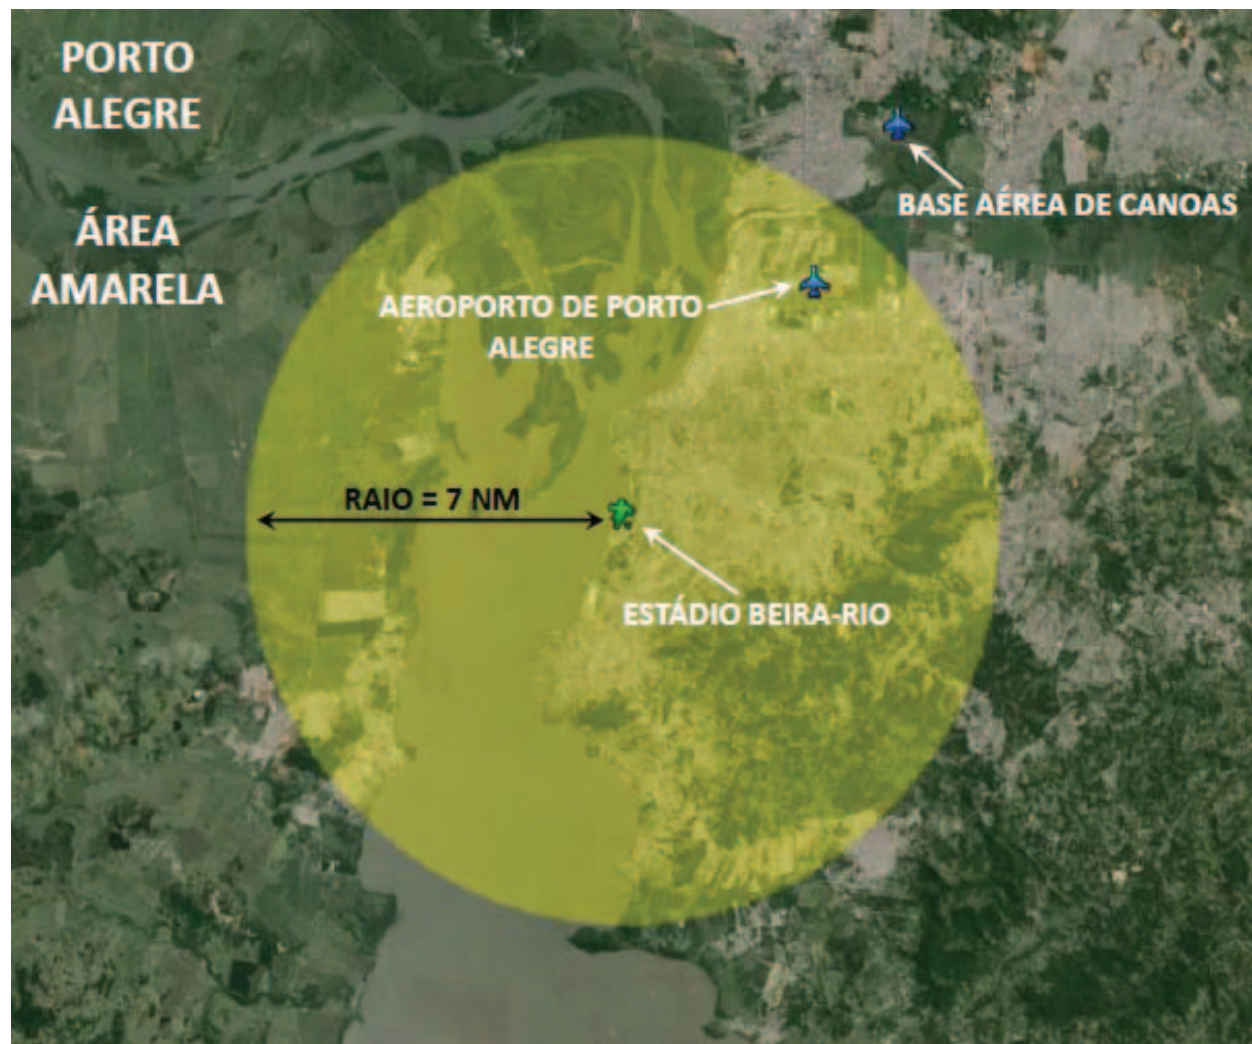 PORTO
ALEGRE
BASE AÉREA DE CANOAS
ÁREA
AMARELA
AEROPORTO DE PORTO
ALEGRE
RAIO = 7 NM
ESTÁDIO BEIRA-RIO